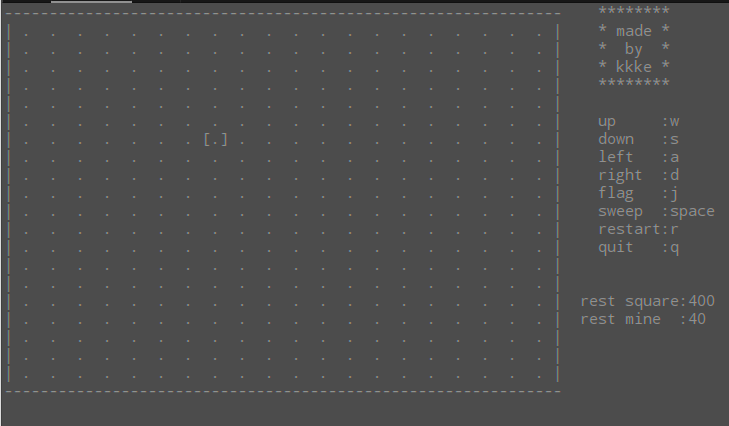 ********
* made *
*  by  *
* kkke *
********
[.]
up     :w
down   :s
left   :a
right  :d
flag   :j
sweep  :space
restart:r
quit   :q
rest square:400
rest mine  :40